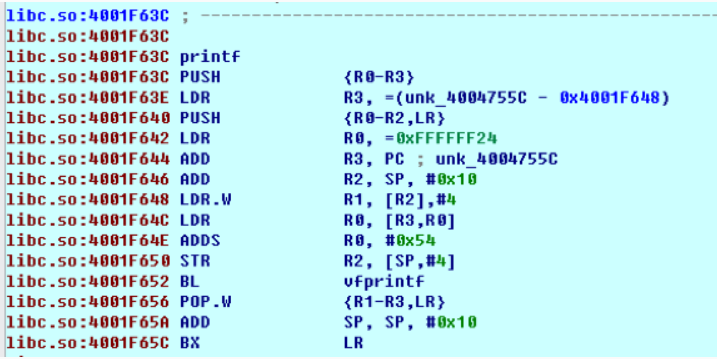 libc.so:4001F63C ; ---------------------------------------------------------
libc.so:4001F63C
libc.so:4001F63C printf
libc.so:4001F63C PUSH {R0-R3}
libc.so:4001F63E LDR R3, =(unk_4004755C - 0x4001F648)
libc.so:4001F640 PUSH {R0-R2,LR}
libc.so:4001F642 LDR R0, =0xFFFFFF24
libc.so:4001F644 ADD R3, PC ; unk_4004755C
libc.so:4001F646 ADD R2, SP, #0x10
libc.so:4001F648 LDR.W R1, [R2],#4
libc.so:4001F64C LDR R0, [R3,R0]
libc.so:4001F64E ADDS R0, #0x54
libc.so:4001F650 STR R2, [SP,#4]
libc.so:4001F652 BL vfprintf
libc.so:4001F656 POP.W {R1-R3,LR}
libc.so:4001F65A ADD SP, SP, #0x10
libc.so:4001F65C BX LR